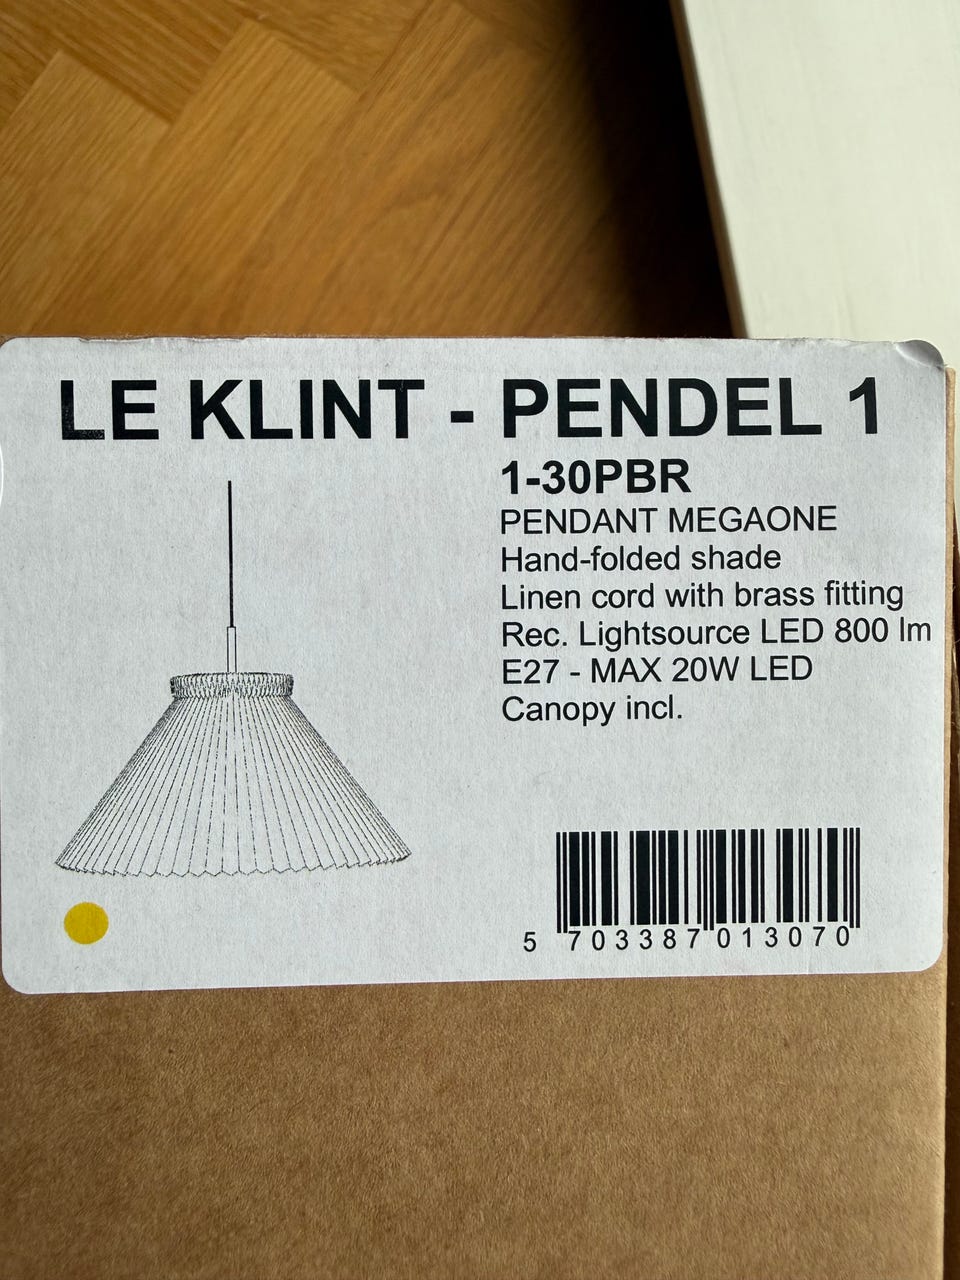 LE KLINT - PENDEL 1
1-30PBR
PENDANT MEGAONE
Hand-folded shade
Linen cord with brass fitting
Rec. Lightsource LED 800 lm
E27 - MAX 20W LED
Canopy incl.
5 703387 013070